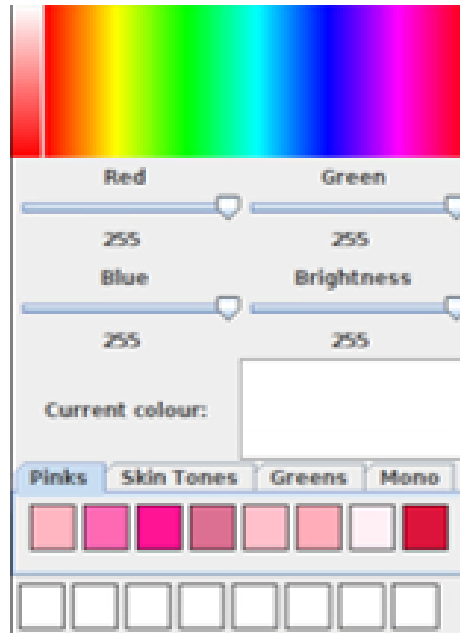 Red Green
255 255
Blue Brightness
255 255
Current colour:
Pinks Skin Tones Greens Mono